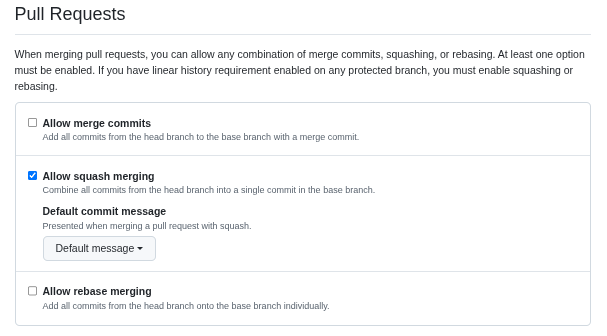 Pull Requests
When merging pull requests, you can allow any combination of merge commits, squashing, or rebasing. At least one option
must be enabled. If you have linear history requirement enabled on any protected branch, you must enable squashing or
rebasing.
Allow merge commits
Add all commits from the head branch to the base branch with a merge commit.
Allow squash merging
Combine all commits from the head branch into a single commit in the base branch.
Default commit message
Presented when merging a pull request with squash.
Default message
Allow rebase merging
Add all commits from the head branch onto the base branch individually.